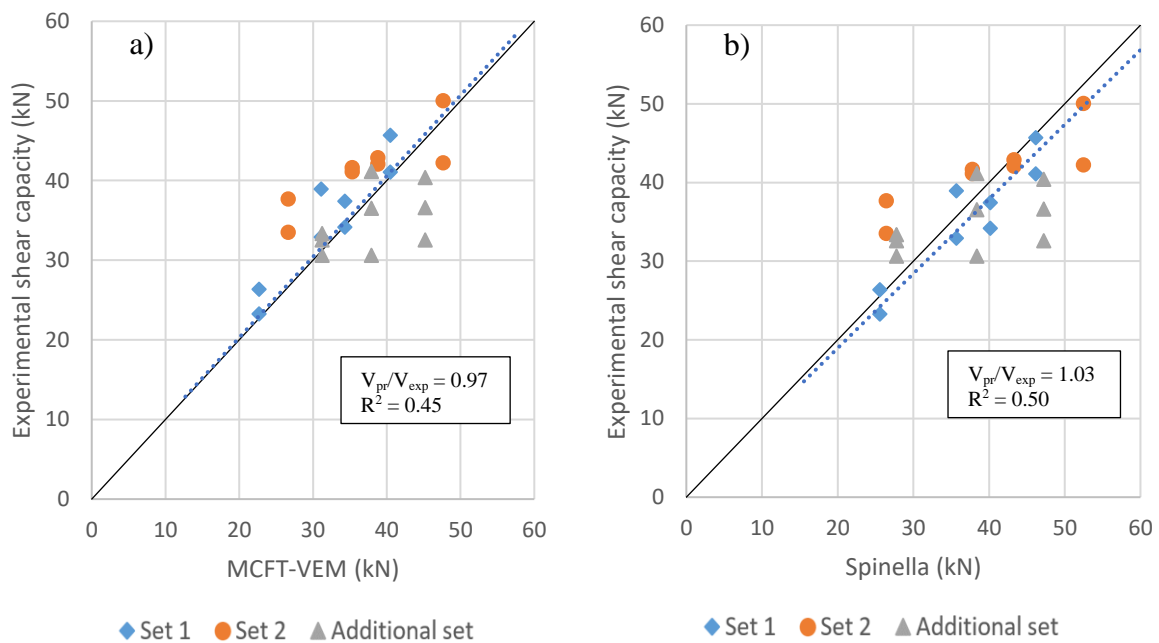 a)
Experimental shear capacity (kN)
60
50
40
30
20
10
0
V_pr/V_exp = 0.97
R² = 0.45
0 10 20 30 40 50 60
MCFT-VEM (kN)
Set 1 Set 2 Additional set
b)
Experimental shear capacity (kN)
60
50
40
30
20
10
0
V_pr/V_exp = 1.03
R² = 0.50
0 10 20 30 40 50 60
Spinella (kN)
Set 1 Set 2 Additional set